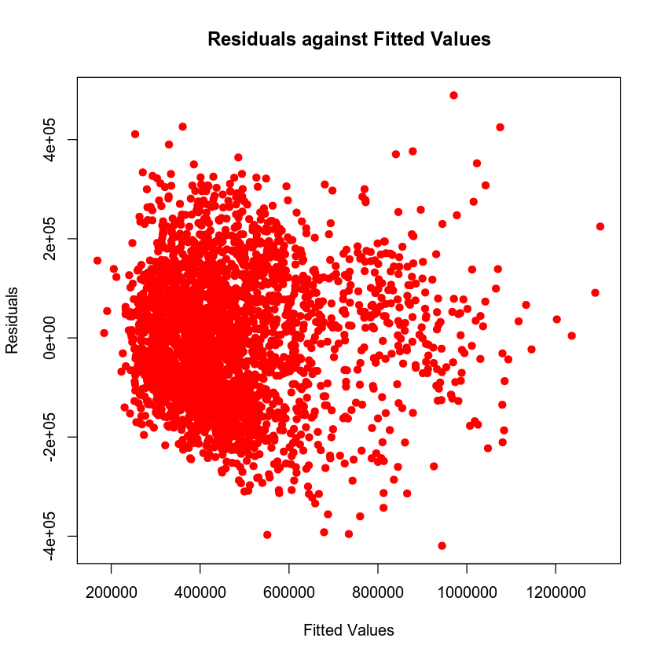 Residuals against Fitted Values
Residuals
4e+05
2e+05
0e+00
-2e+05
-4e+05
200000 400000 600000 800000 1000000 1200000
Fitted Values